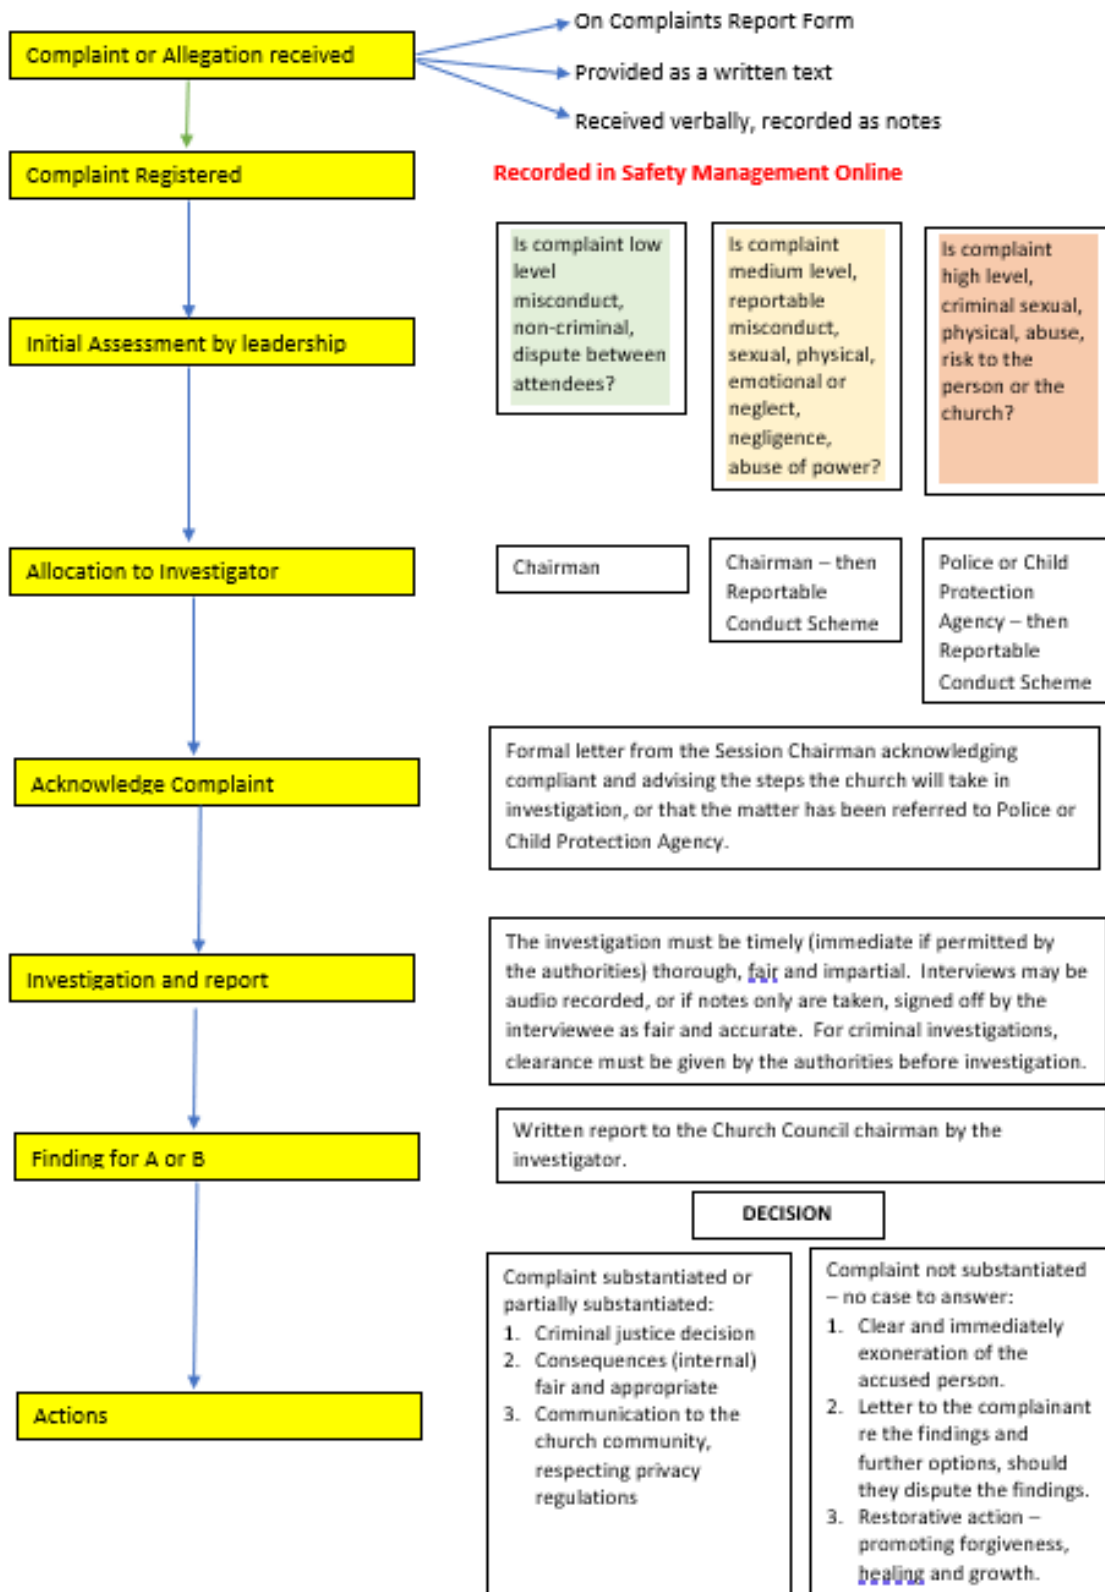 On Complaints Report Form
Complaint or Allegation received
Provided as a written text
Received verbally, recorded as notes
Complaint Registered
Recorded in Safety Management Online
Initial Assessment by leadership
Is complaint low
level
misconduct,
non-criminal,
dispute between
attendees?
Is complaint
medium level,
reportable
misconduct,
sexual, physical,
emotional or
neglect,
negligence,
abuse of power?
Is complaint
high level,
criminal sexual,
physical, abuse,
risk to the
person or the
church?
Allocation to Investigator
Chairman
Chairman – then
Reportable
Conduct Scheme
Police or Child
Protection
Agency – then
Reportable
Conduct Scheme
Acknowledge Complaint
Formal letter from the Session Chairman acknowledging
compliant and advising the steps the church will take in
investigation, or that the matter has been referred to Police or
Child Protection Agency.
Investigation and report
The investigation must be timely (immediate if permitted by
the authorities) thorough, fair and impartial. Interviews may be
audio recorded, or if notes only are taken, signed off by the
interviewee as fair and accurate. For criminal investigations,
clearance must be given by the authorities before investigation.
Finding for A or B
Written report to the Church Council chairman by the
investigator.
DECISION
Actions
Complaint substantiated or
partially substantiated:
1. Criminal justice decision
2. Consequences (internal)
fair and appropriate
3. Communication to the
church community,
respecting privacy
regulations
Complaint not substantiated
– no case to answer:
1. Clear and immediately
exoneration of the
accused person.
2. Letter to the complainant
re the findings and
further options, should
they dispute the findings.
3. Restorative action –
promoting forgiveness,
healing and growth.